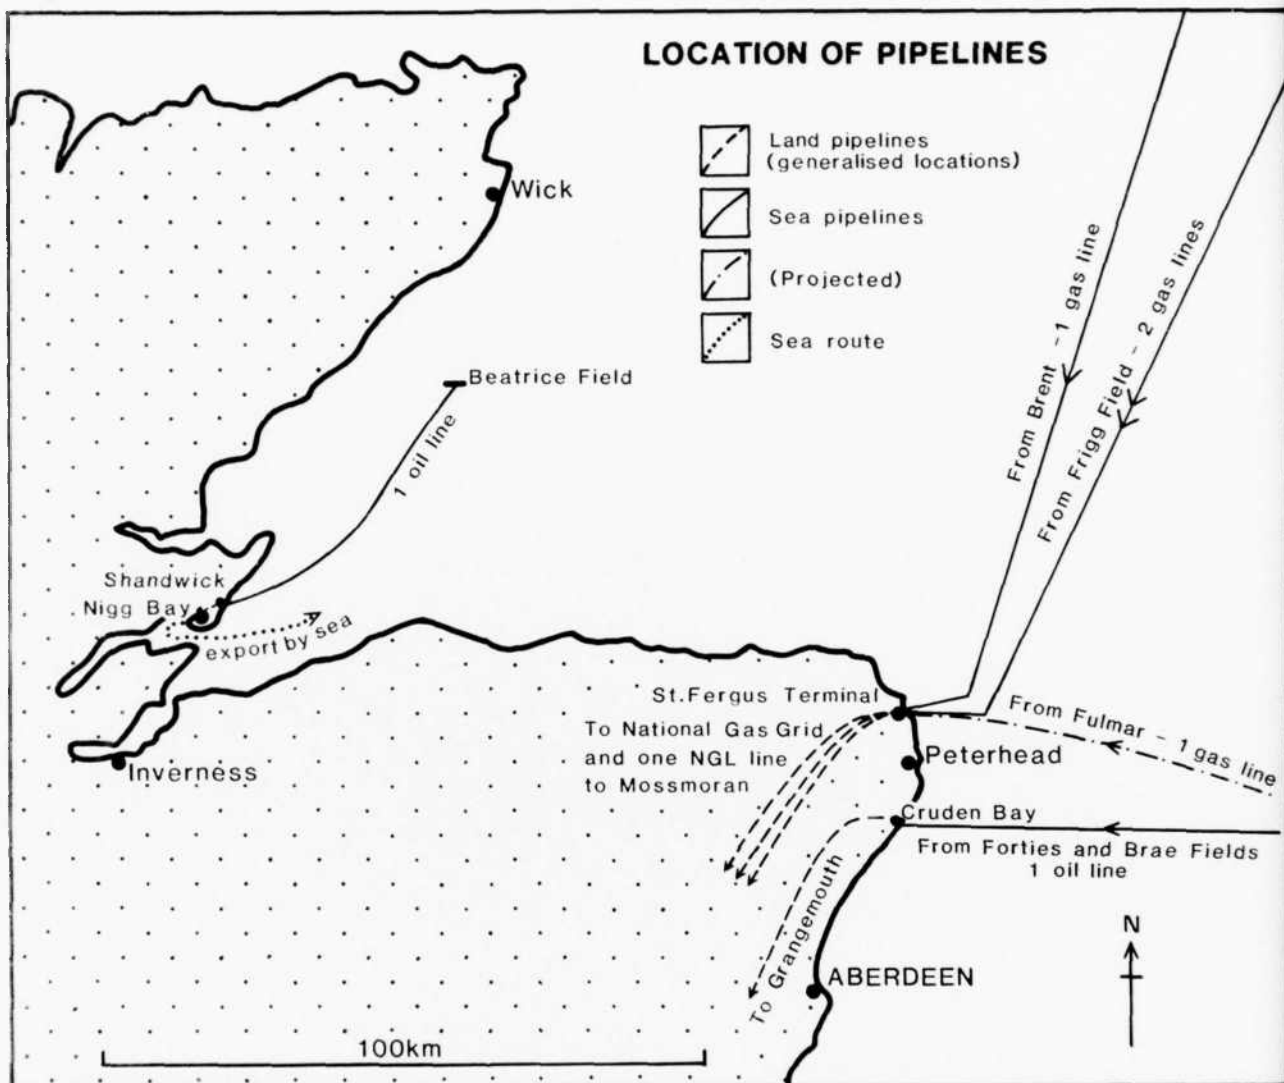 LOCATION OF PIPELINES
Land pipelines
(generalised locations)
Sea pipelines
(Projected)
Sea route
Wick
Beatrice Field
1 oil line
From Brent - 1 gas line
From Frigg Field - 2 gas lines
Shandwick
Nigg Bay
export by sea
Inverness
St. Fergus Terminal
To National Gas Grid
and one NGL line
to Mossmoran
From Fulmar - 1 gas line
Peterhead
Cruden Bay
From Forties and Brae Fields
1 oil line
To Grangemouth
ABERDEEN
N
100km